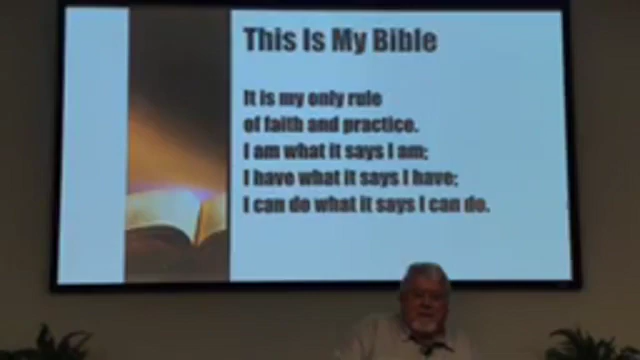 This Is My Bible
It is my only rule
of faith and practice.
I am what it says I am;
I have what it says I have;
I can do what it says I can do.